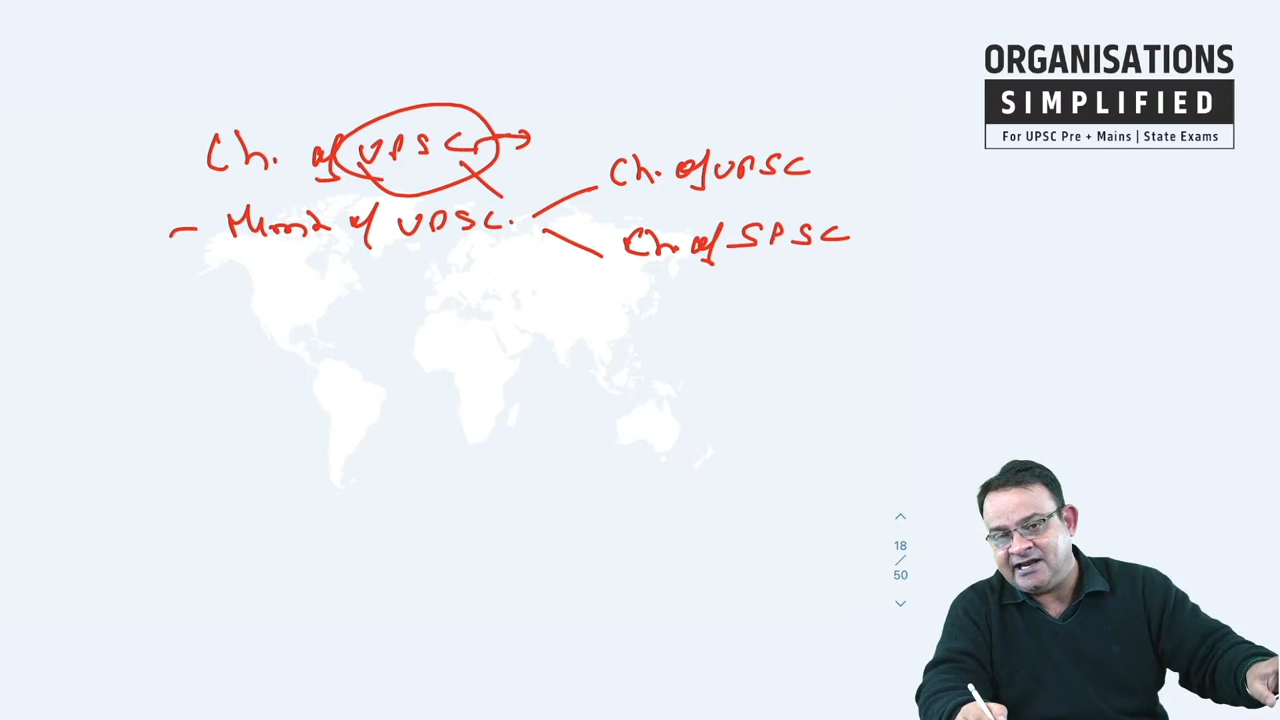 ORGANISATIONS
SIMPLIFIED
For UPSC Pre + Mains | State Exams
Ch. of UPSC
Ch. of UPSC
of UPSC.
Ch. of SPSC
18
/
50